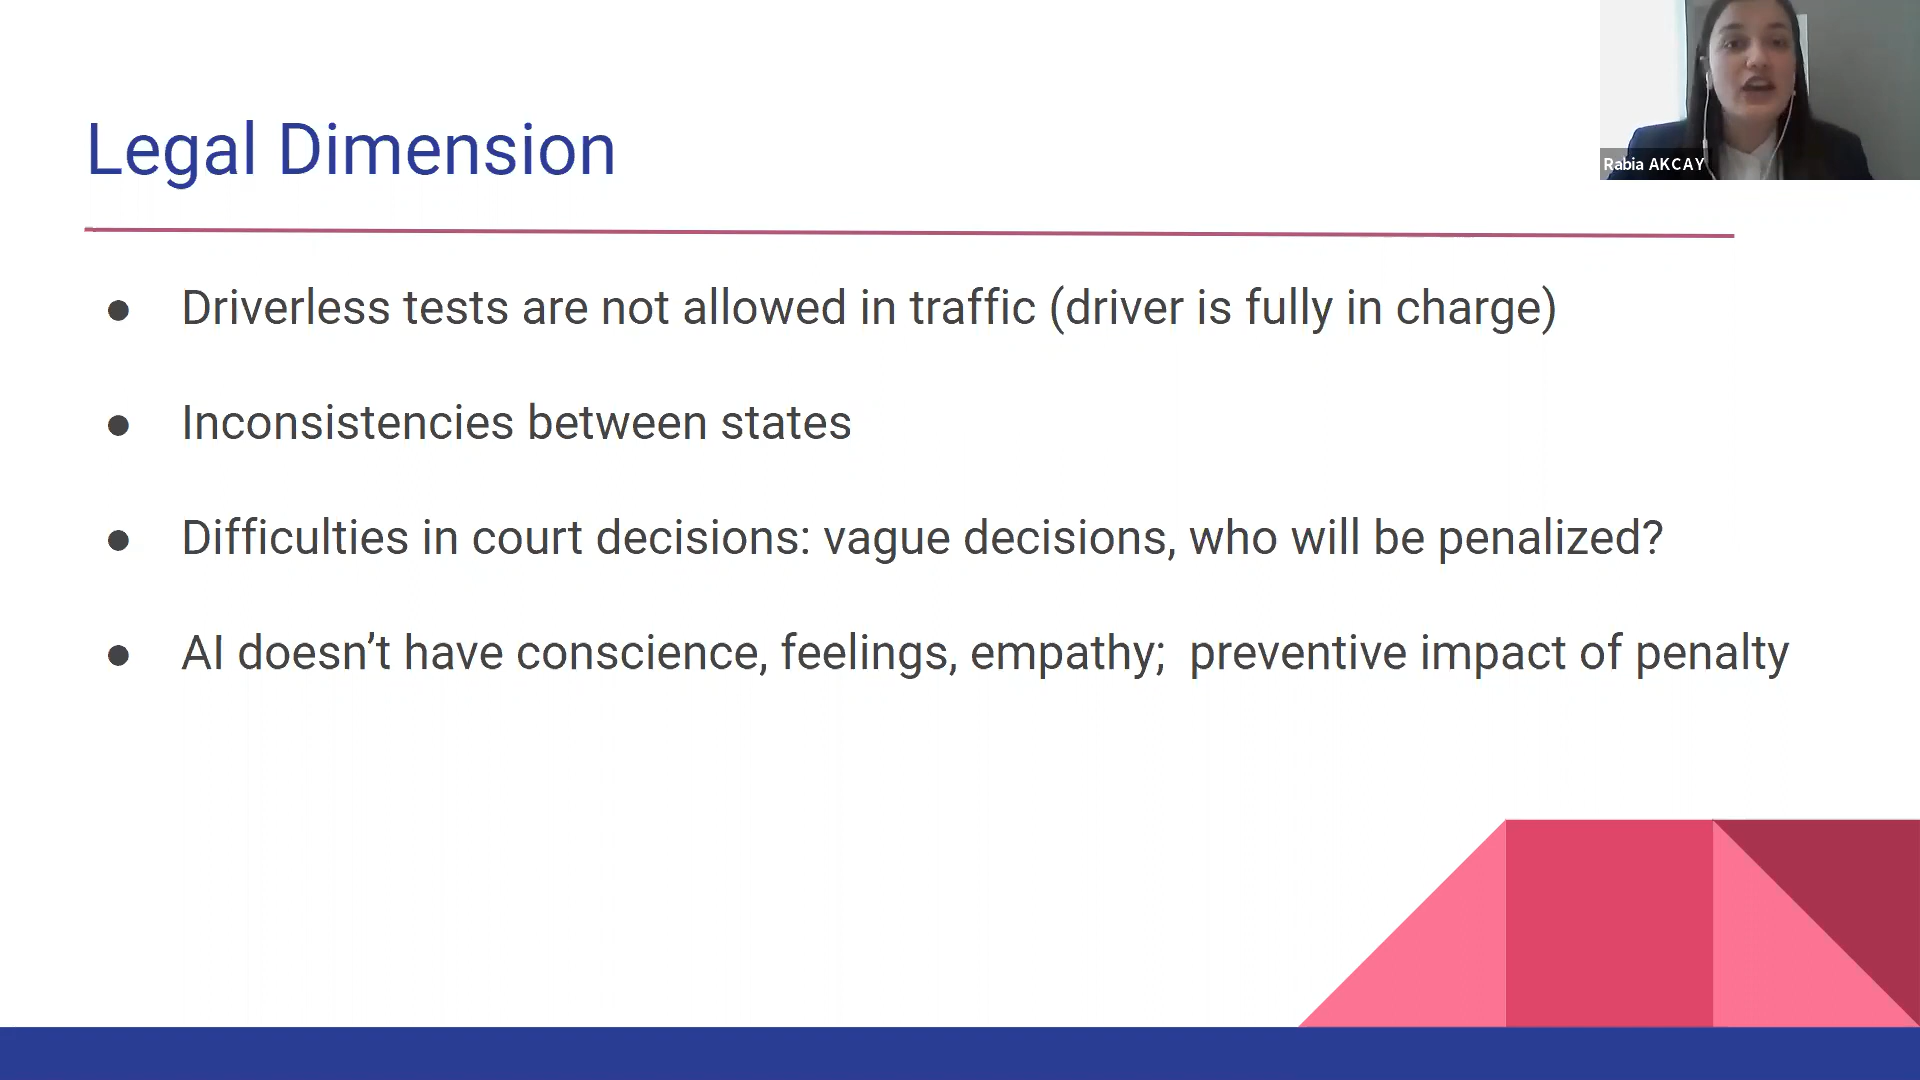 Legal Dimension
Rabia AKCAY
● Driverless tests are not allowed in traffic (driver is fully in charge)
● Inconsistencies between states
● Difficulties in court decisions: vague decisions, who will be penalized?
● AI doesn’t have conscience, feelings, empathy;  preventive impact of penalty